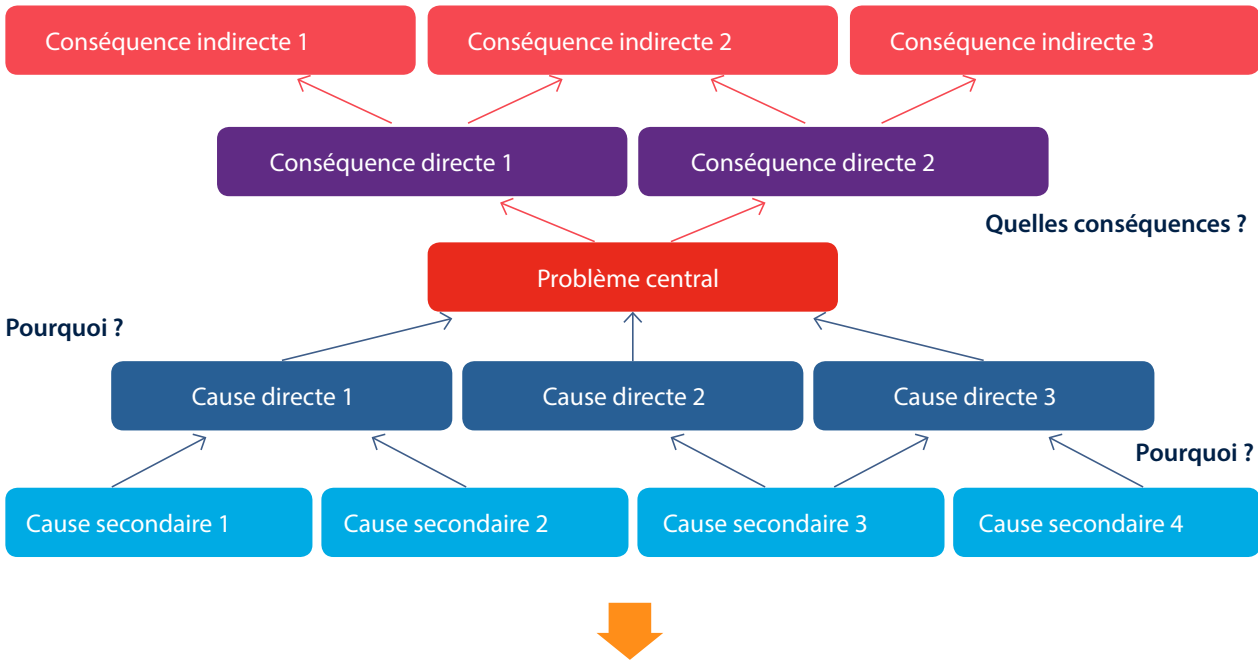 Conséquence indirecte 1
Conséquence indirecte 2
Conséquence indirecte 3
Conséquence directe 1
Conséquence directe 2
Quelles conséquences ?
Problème central
Pourquoi ?
Cause directe 1
Cause directe 2
Cause directe 3
Pourquoi ?
Cause secondaire 1
Cause secondaire 2
Cause secondaire 3
Cause secondaire 4